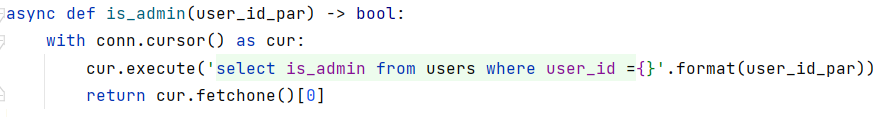 async def is_admin(user_id_par) -> bool:
    with conn.cursor() as cur:
        cur.execute('select is_admin from users where user_id ={}'.format(user_id_par))
        return cur.fetchone()[0]